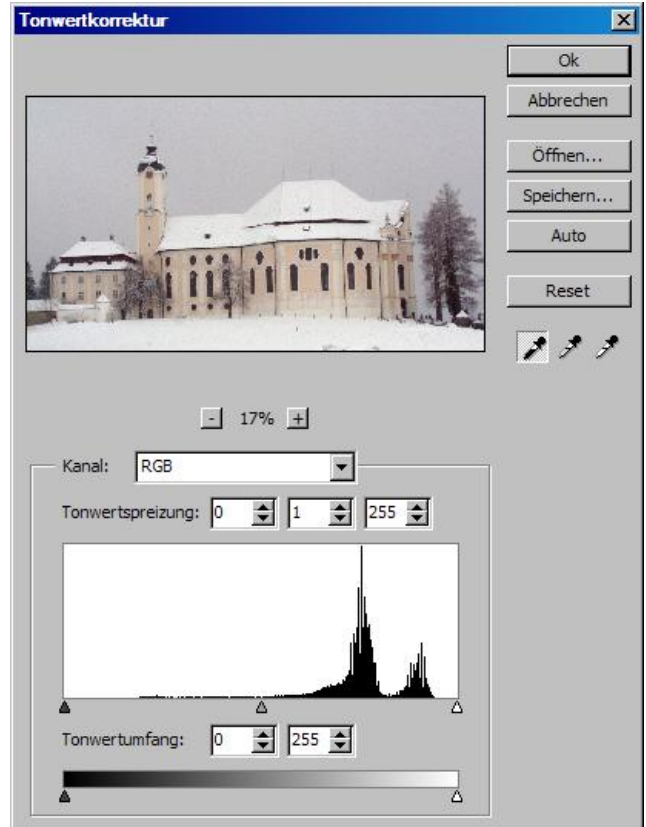 Tonwertkorrektur
Ok
Abbrechen
Öffnen...
Speichern...
Auto
Reset
- 17% +
Kanal: RGB
Tonwertspreizung: 0 1 255
Tonwertumfang: 0 255